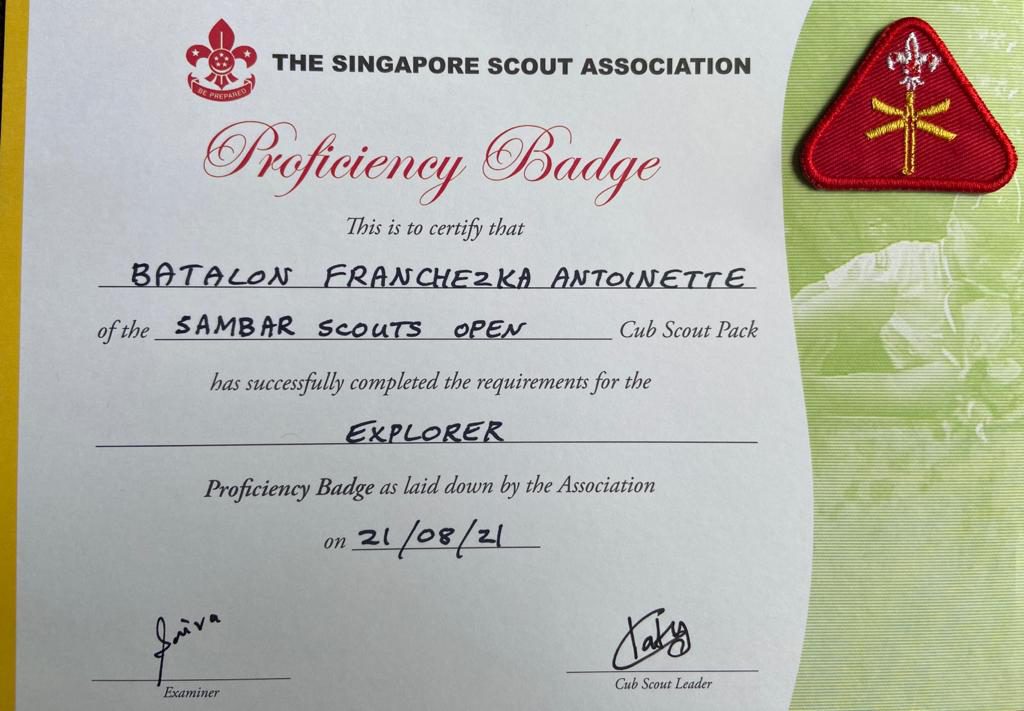 BE PREPARED
THE SINGAPORE SCOUT ASSOCIATION
Proficiency Badge
This is to certify that
BATALON FRANCHEZKA ANTOINETTE
of the SAMBAR SCOUTS OPEN Cub Scout Pack
has successfully completed the requirements for the
EXPLORER
Proficiency Badge as laid down by the Association
on 21/08/21
Examiner
Cub Scout Leader